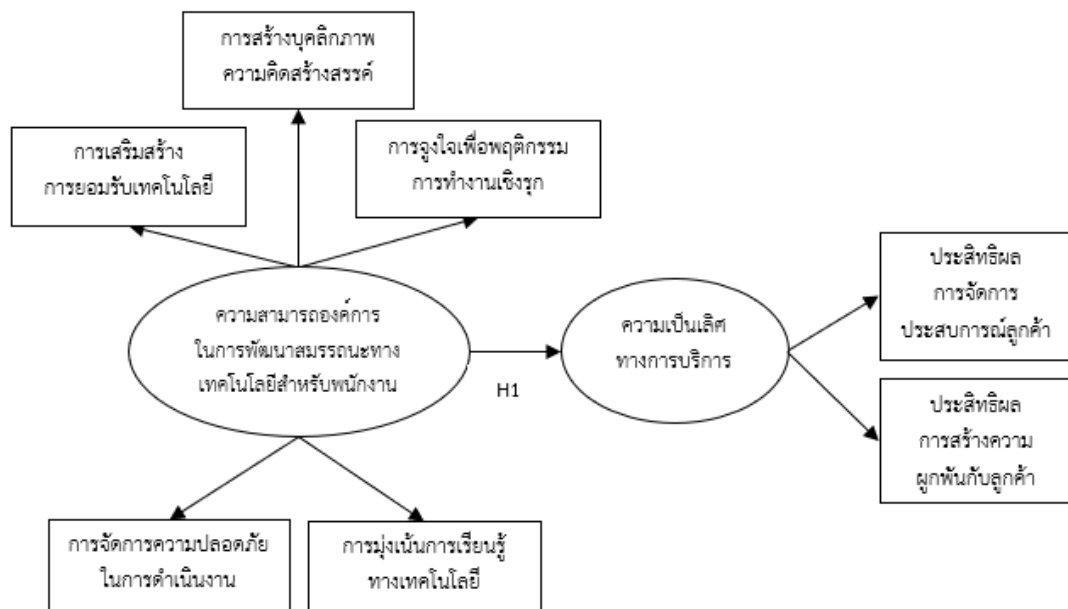 การสร้างบุคลิกภาพ
ความคิดสร้างสรรค์
การเสริมสร้าง
การยอมรับเทคโนโลยี
การจูงใจเพื่อพฤติกรรม
การทำงานเชิงรุก
ความสามารถองค์การ
ในการพัฒนาสมรรถนะทาง
เทคโนโลยีสำหรับพนักงาน
H1
ความเป็นเลิศ
ทางการบริการ
ประสิทธิผล
การจัดการ
ประสบการณ์ลูกค้า
ประสิทธิผล
การสร้างความ
ผูกพันกับลูกค้า
การจัดการความปลอดภัย
ในการดำเนินงาน
การมุ่งเน้นการเรียนรู้
ทางเทคโนโลยี